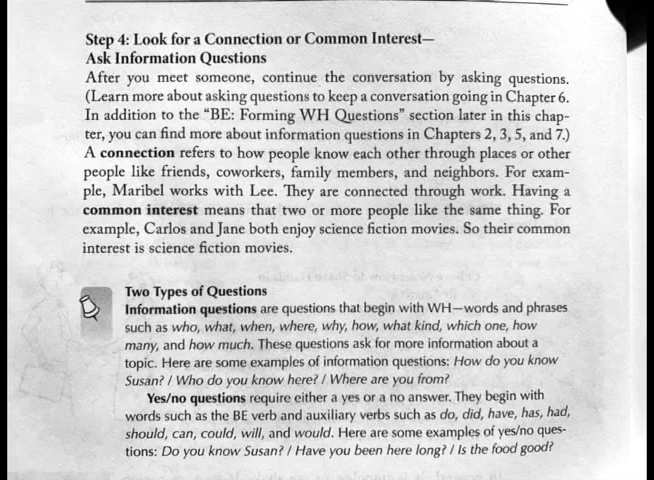 Step 4: Look for a Connection or Common Interest—
Ask Information Questions
After you meet someone, continue the conversation by asking questions.
(Learn more about asking questions to keep a conversation going in Chapter 6.
In addition to the “BE: Forming WH Questions” section later in this chap-
ter, you can find more about information questions in Chapters 2, 3, 5, and 7.)
A connection refers to how people know each other through places or other
people like friends, coworkers, family members, and neighbors. For exam-
ple, Maribel works with Lee. They are connected through work. Having a
common interest means that two or more people like the same thing. For
example, Carlos and Jane both enjoy science fiction movies. So their common
interest is science fiction movies.
Two Types of Questions
Information questions are questions that begin with WH—words and phrases
such as who, what, when, where, why, how, what kind, which one, how
many, and how much. These questions ask for more information about a
topic. Here are some examples of information questions: How do you know
Susan? / Who do you know here? / Where are you from?
Yes/no questions require either a yes or a no answer. They begin with
words such as the BE verb and auxiliary verbs such as do, did, have, has, had,
should, can, could, will, and would. Here are some examples of yes/no ques-
tions: Do you know Susan? / Have you been here long? / Is the food good?